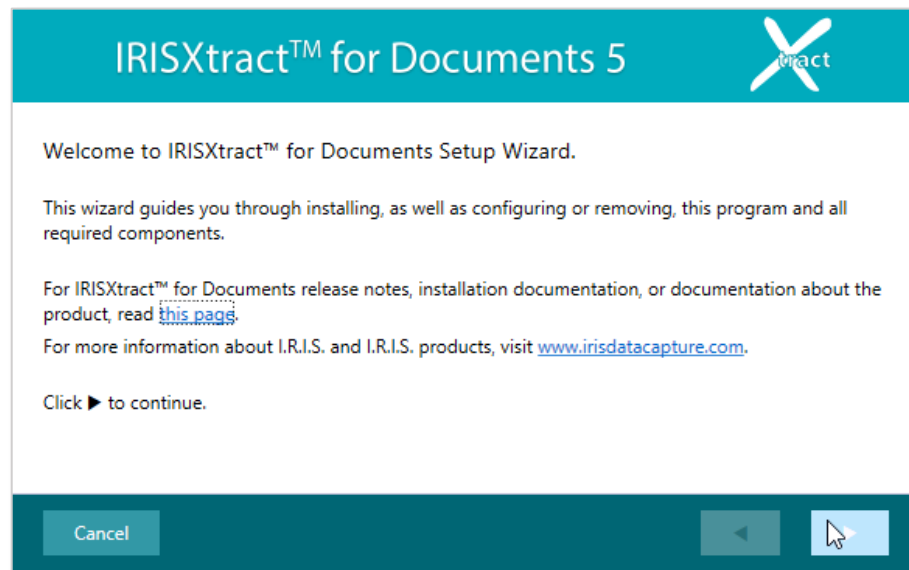 IRISXtract™ for Documents 5
Xtract
Welcome to IRISXtract™ for Documents Setup Wizard.
This wizard guides you through installing, as well as configuring or removing, this program and all
required components.
For IRISXtract™ for Documents release notes, installation documentation, or documentation about the
product, read this page.
For more information about I.R.I.S. and I.R.I.S. products, visit www.irisdatacapture.com.
Click ▶ to continue.
Cancel